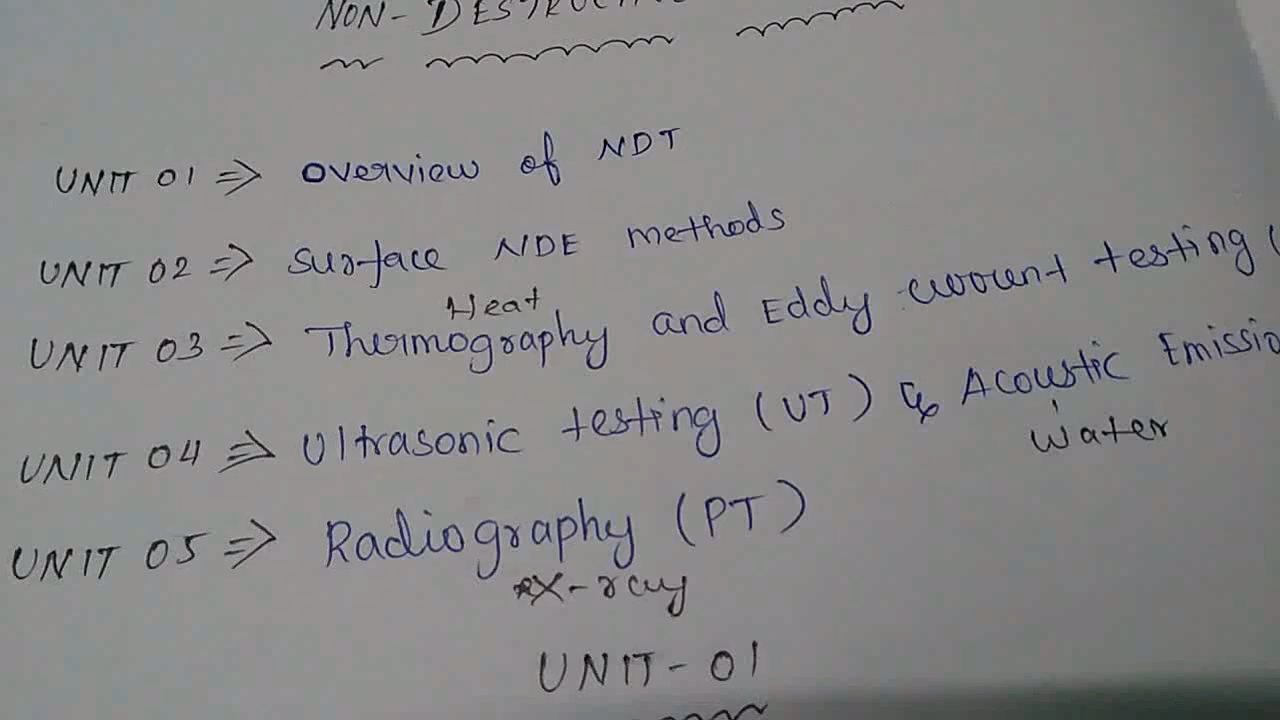 NON- DESTRUCTI
UNIT 01 => overview of NDT
UNIT 02 => Surface NDE methods
Heat
UNIT 03 => Thermography and Eddy current testing (
UNIT 04 => Ultrasonic testing (UT) & Acoustic Emissio
Water
UNIT 05 => Radiography (PT)
X-ray
UNIT-01